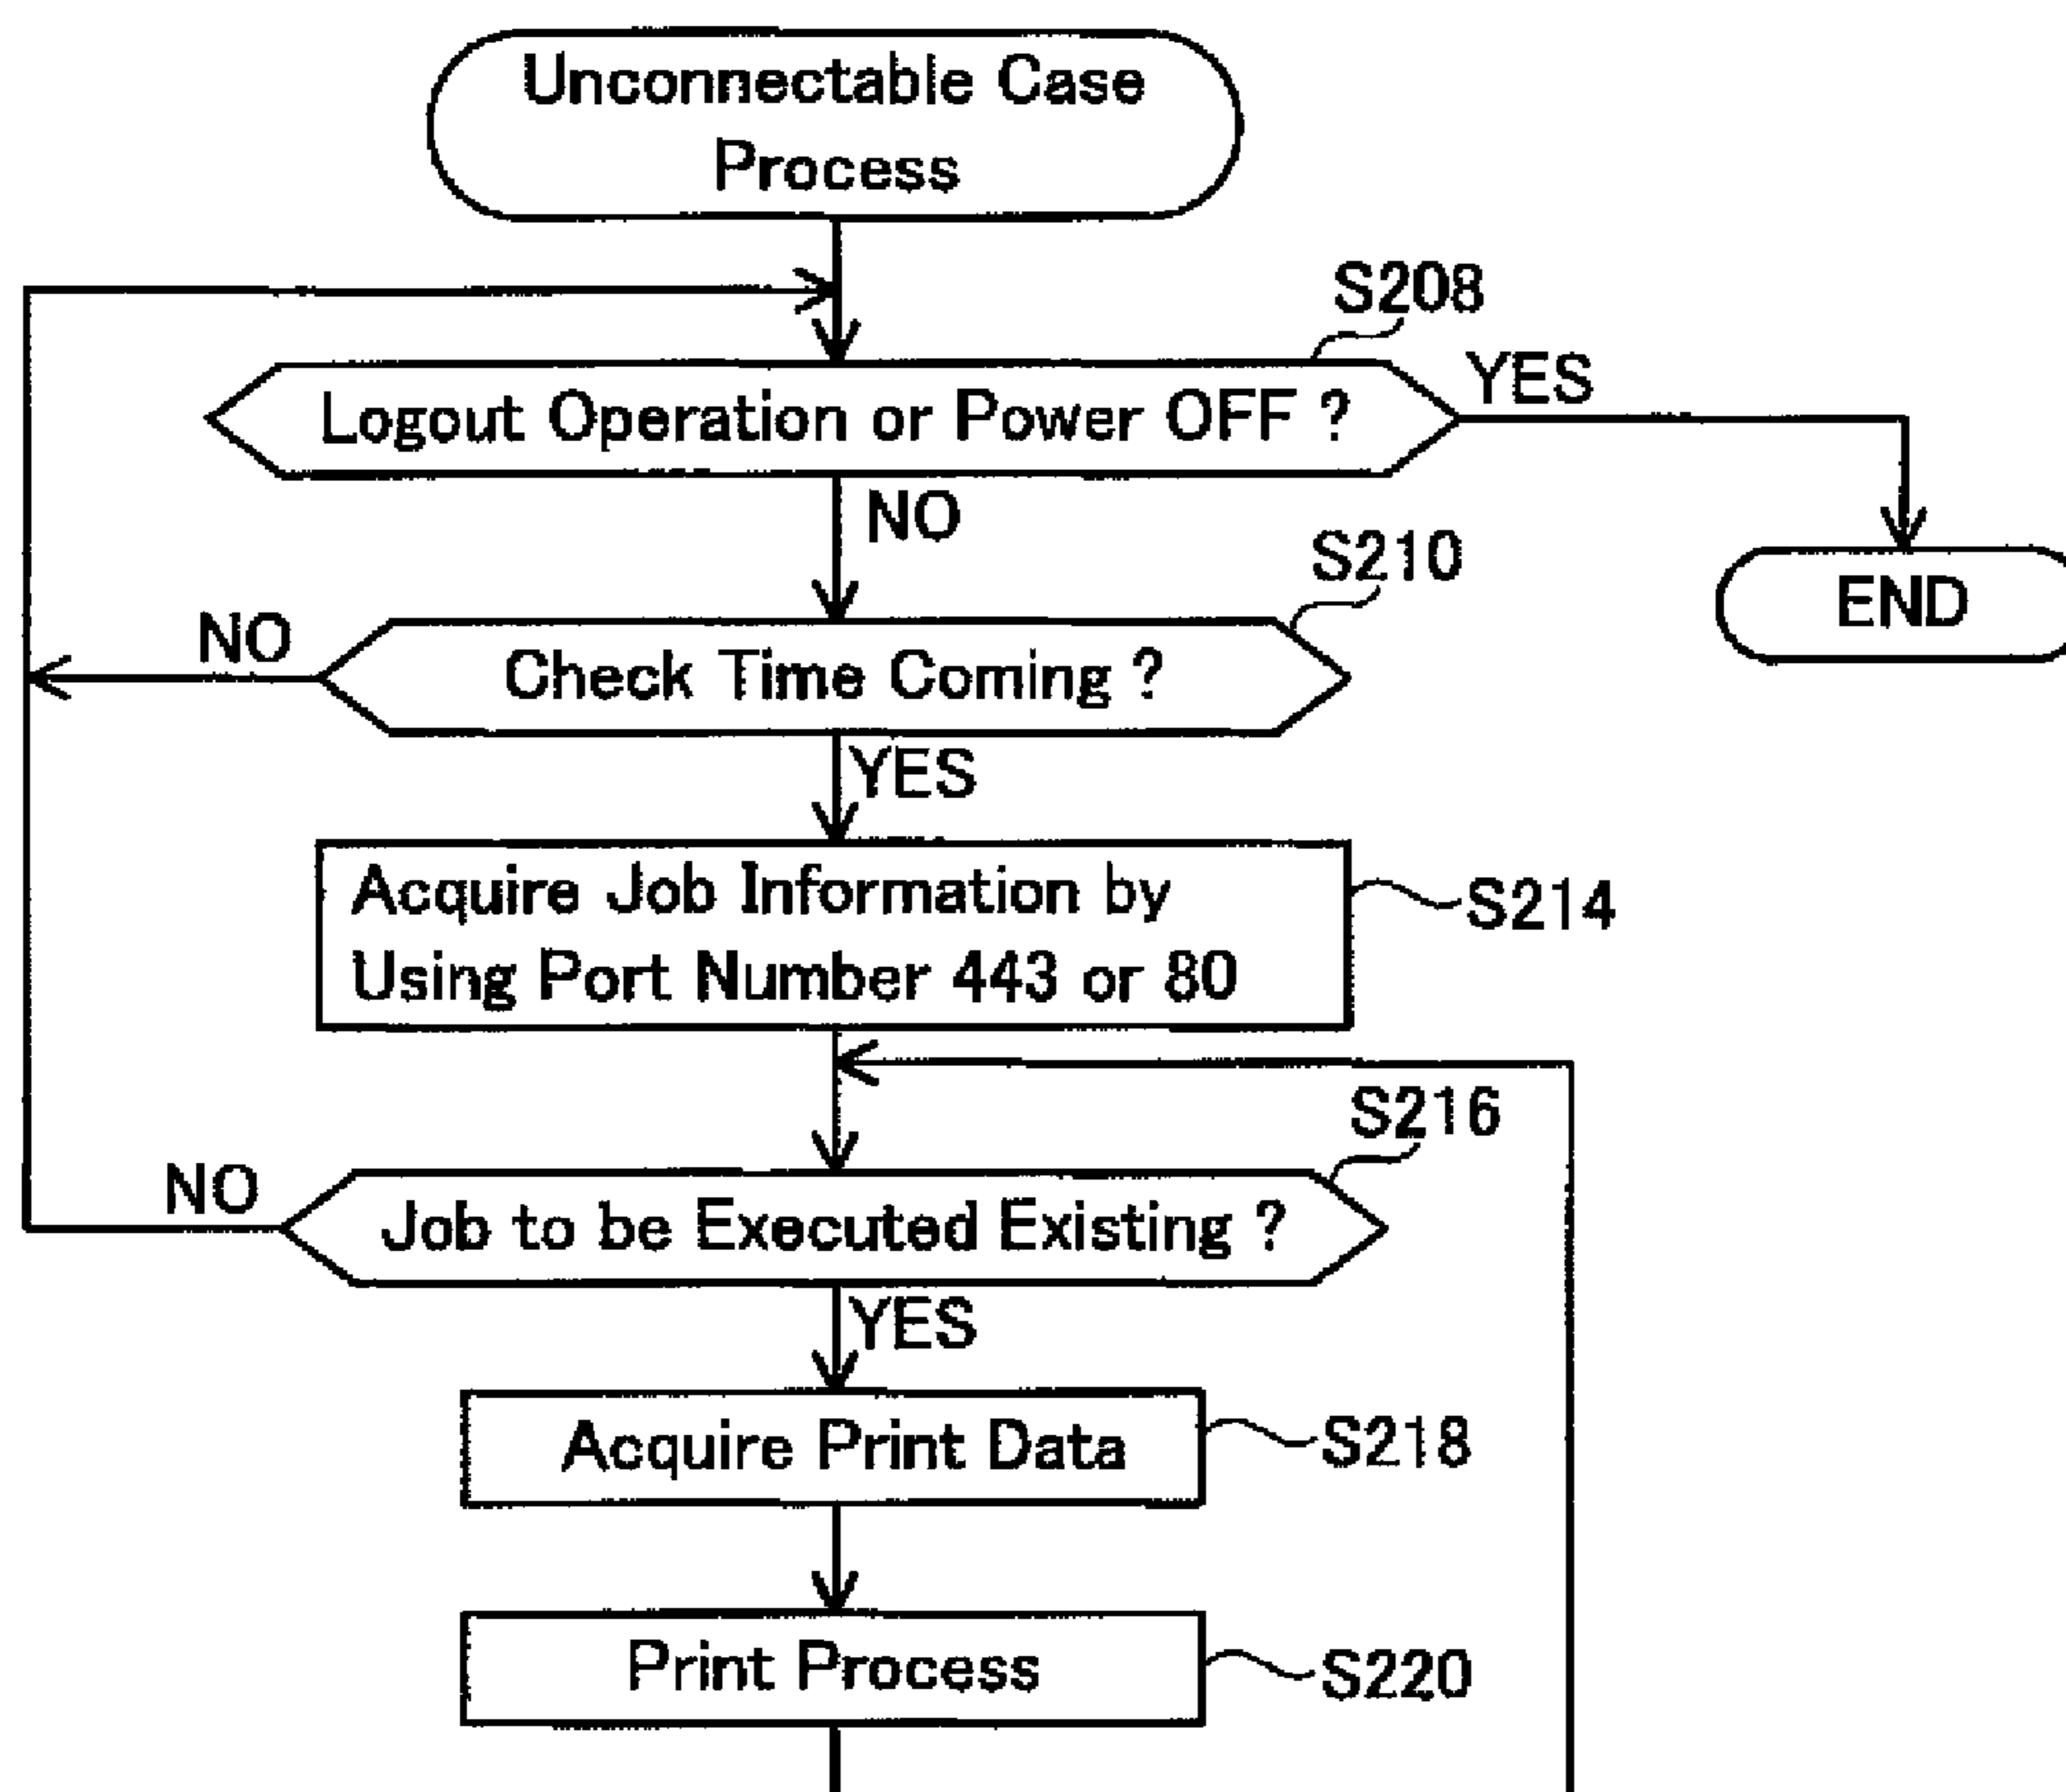 Unconnectable Case
Process
S208
Logout Operation or Power OFF ?
YES
NO
S210
END
NO
Check Time Coming ?
YES
Acquire Job Information by
Using Port Number 443 or 80
S214
S216
NO
Job to be Executed Existing ?
YES
Acquire Print Data
S218
Print Process
S220